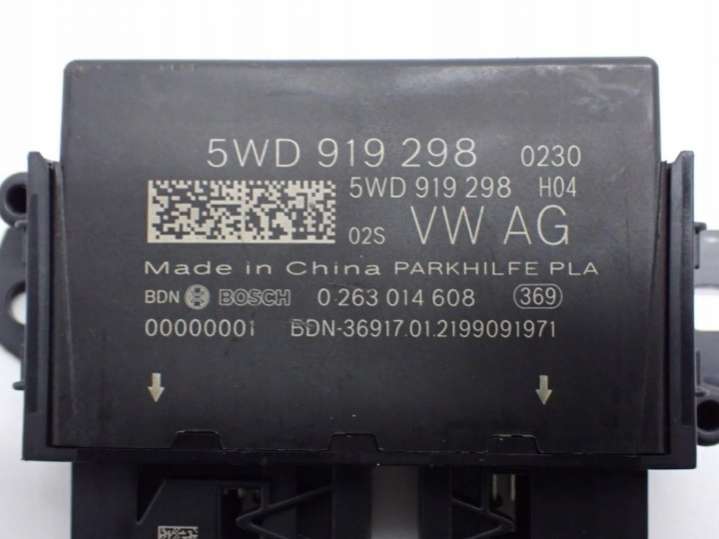 5WD 919 298 0230
5WD 919 298 H04
02S VW AG
Made in China PARKHILFE PLA
BDN BOSCH 0 263 014 608 369
00000001 BDN-36917.01.2199091971